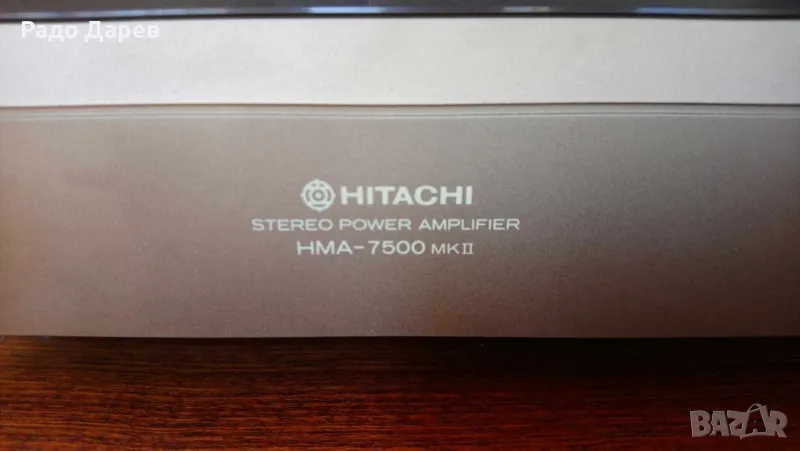 Радо Дарев
HITACHI
STEREO POWER AMPLIFIER
HMA-7500 MKII
BAZAR